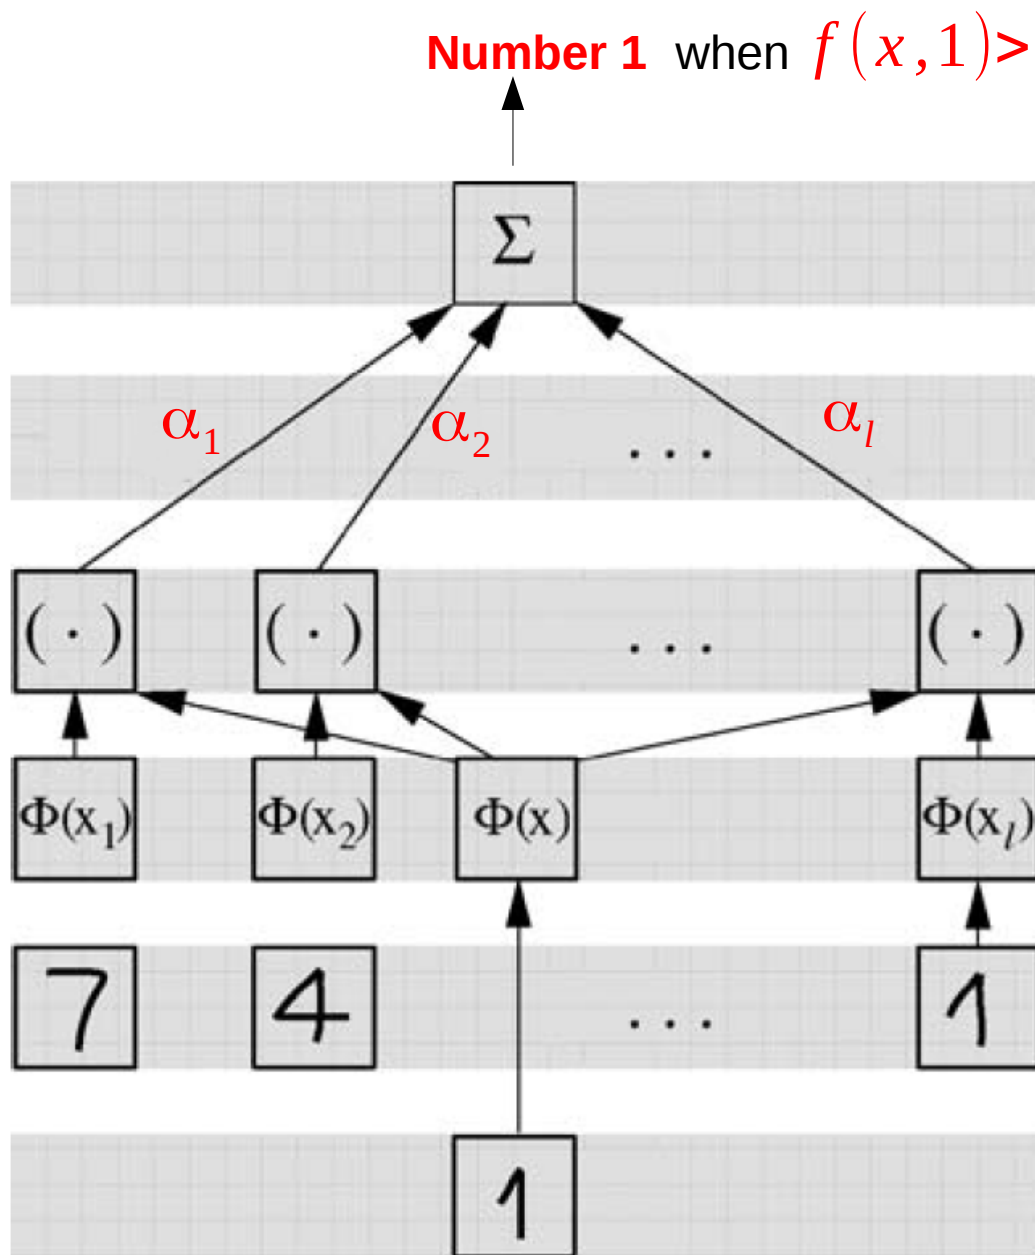 Number 1 when f(x,1)>
Σ
α1 α2 αl
...
(·) (·) ... (·)
Φ(x1) Φ(x2) Φ(x) Φ(xl)
7 4 ... 1
1